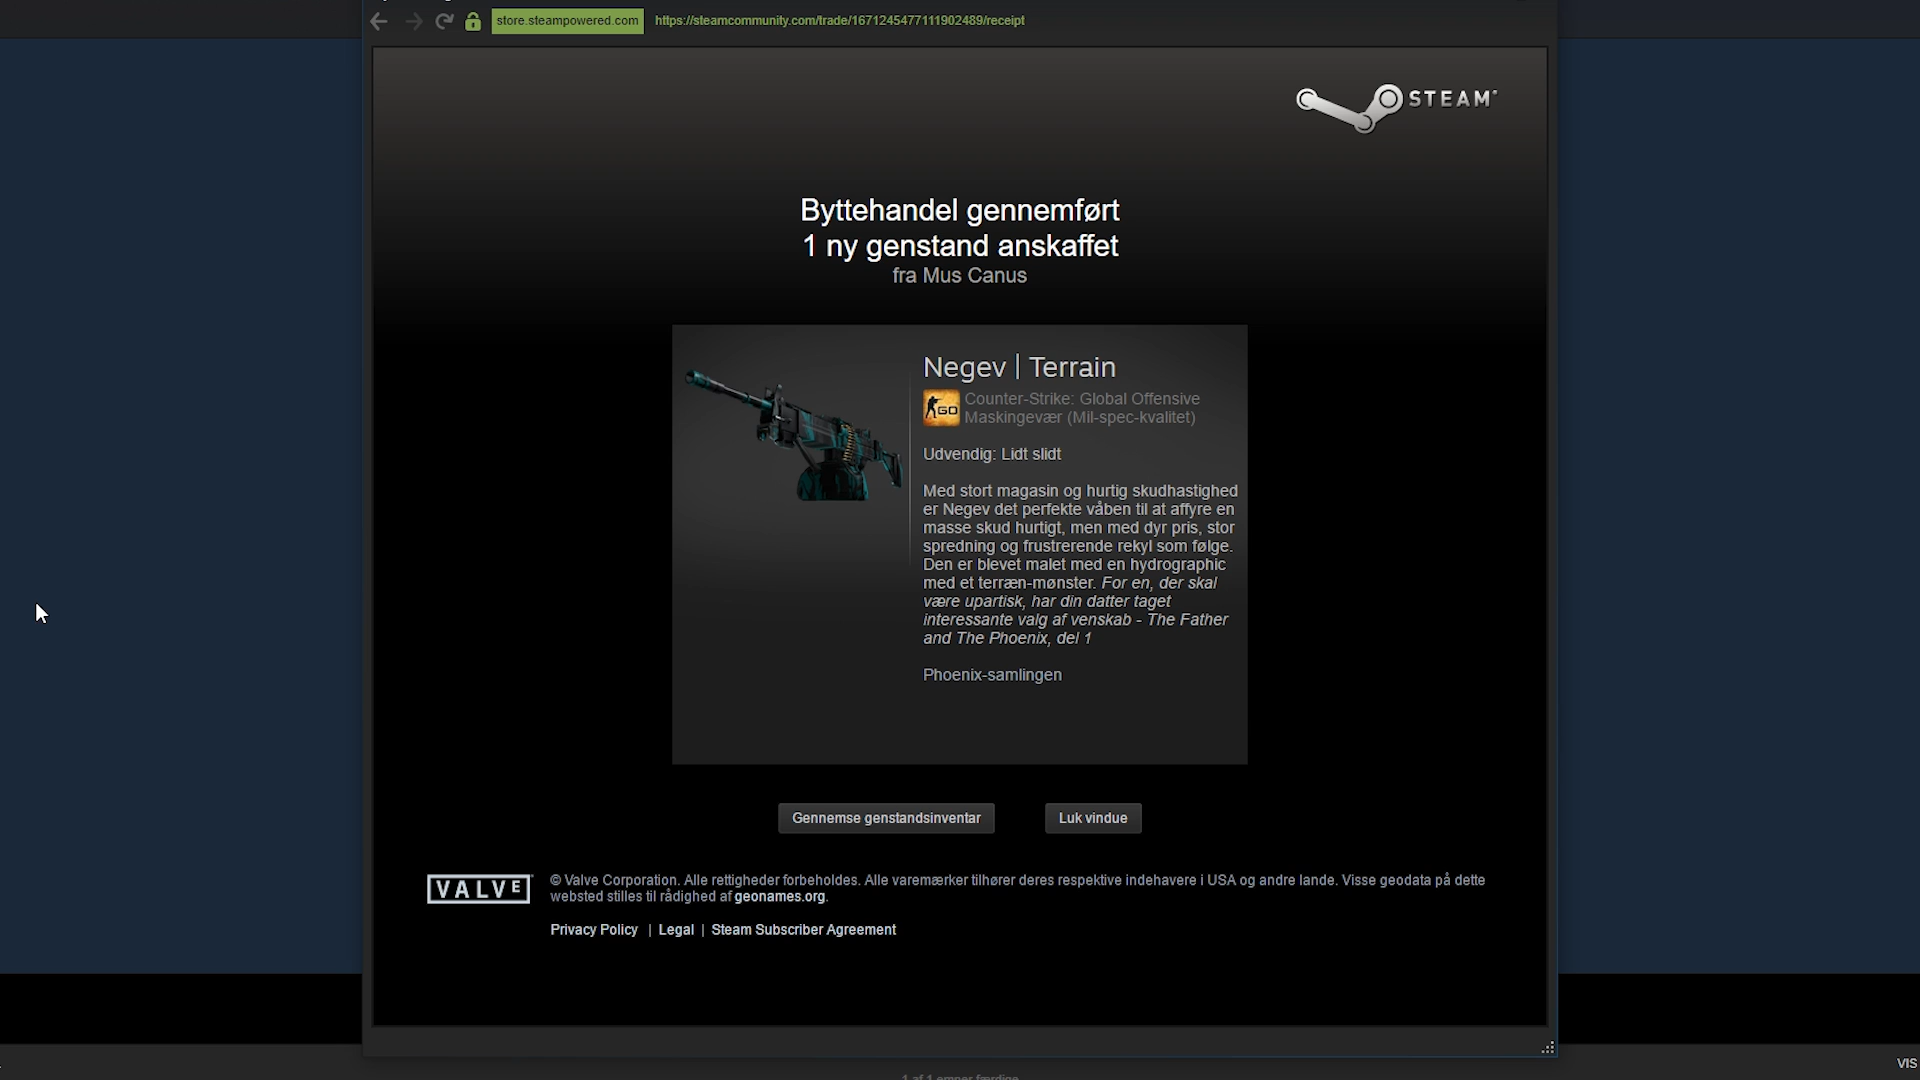 store.steampowered.com https://steamcommunity.com/trade/1671245477111902489/receipt
STEAM
Byttehandel gennemført
1 ny genstand anskaffet
fra Mus Canus
Negev | Terrain
GO
Counter-Strike: Global Offensive
Maskingevær (Mil-spec-kvalitet)
Udvendig: Lidt slidt
Med stort magasin og hurtig skudhastighed
er Negev det perfekte våben til at affyre en
masse skud hurtigt, men med dyr pris, stor
spredning og frustrerende rekyl som følge.
Den er blevet malet med en hydrographic
med et terræn-mønster. For en, der skal
være upartisk, har din datter taget
interessante valg af venskab - The Father
and The Phoenix, del 1
Phoenix-samlingen
Gennemse genstandsinventar Luk vindue
VALVE
© Valve Corporation. Alle rettigheder forbeholdes. Alle varemærker tilhører deres respektive indehavere i USA og andre lande. Visse geodata på dette
websted stilles til rådighed af geonames.org.
Privacy Policy | Legal | Steam Subscriber Agreement
VIS